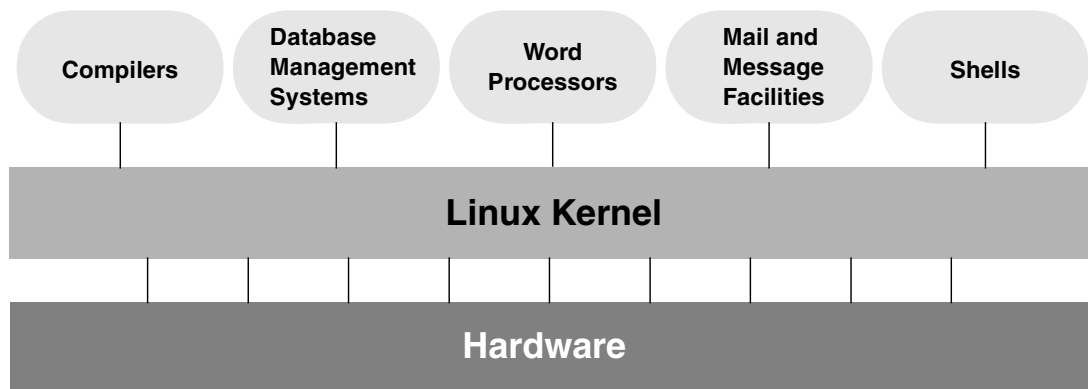 Compilers
Database
Management
Systems
Word
Processors
Mail and
Message
Facilities
Shells
Linux Kernel
Hardware